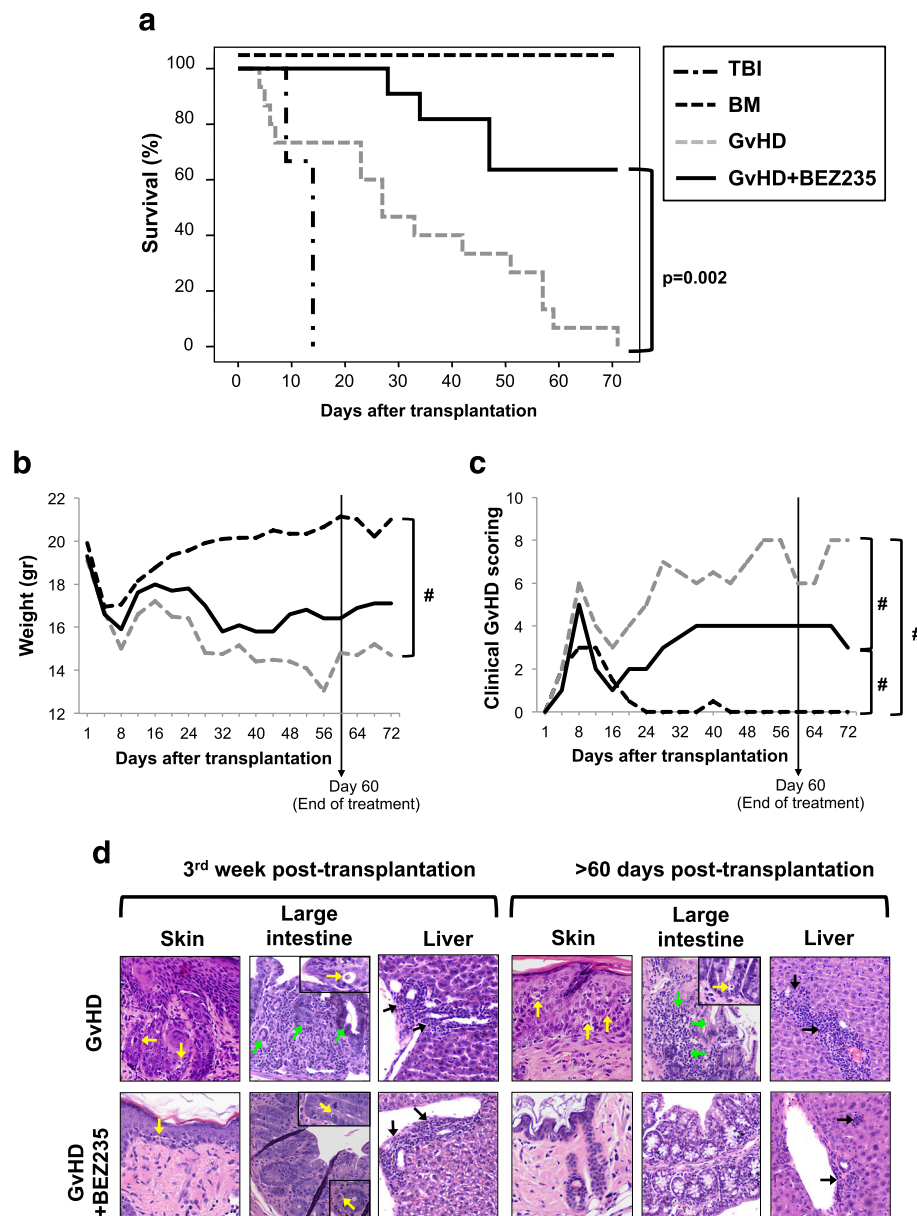 a
100
80
60
40
20
0
Survival (%)
0 10 20 30 40 50 60 70
Days after transplantation
TBI
BM
GvHD
GvHD+BEZ235
p=0.002
b
22
20
18
16
14
12
Weight (gr)
1 8 16 24 32 40 48 56 64 72
Days after transplantation
#
Day 60
(End of treatment)
c
10
8
6
4
2
0
Clinical GvHD scoring
1 8 16 24 32 40 48 56 64 72
Days after transplantation
#
#
#
Day 60
(End of treatment)
d
3rd week post-transplantation
>60 days post-transplantation
Skin
Large
intestine
Liver
Skin
Large
intestine
Liver
GvHD
GvHD
+BEZ235